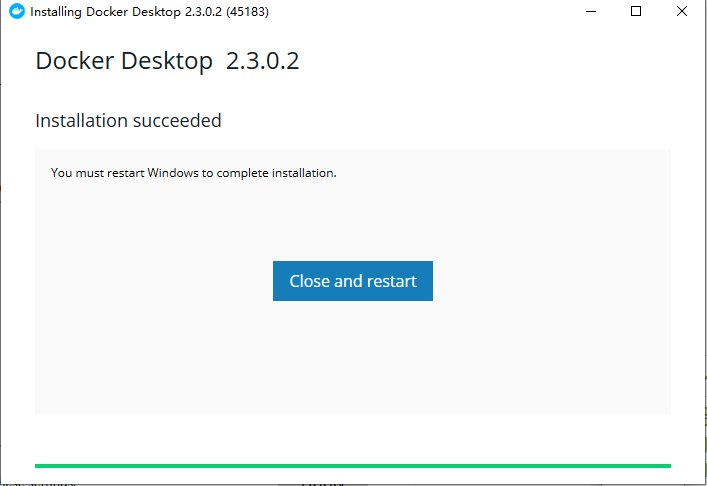 Installing Docker Desktop 2.3.0.2 (45183)
Docker Desktop 2.3.0.2
Installation succeeded
You must restart Windows to complete installation.
Close and restart